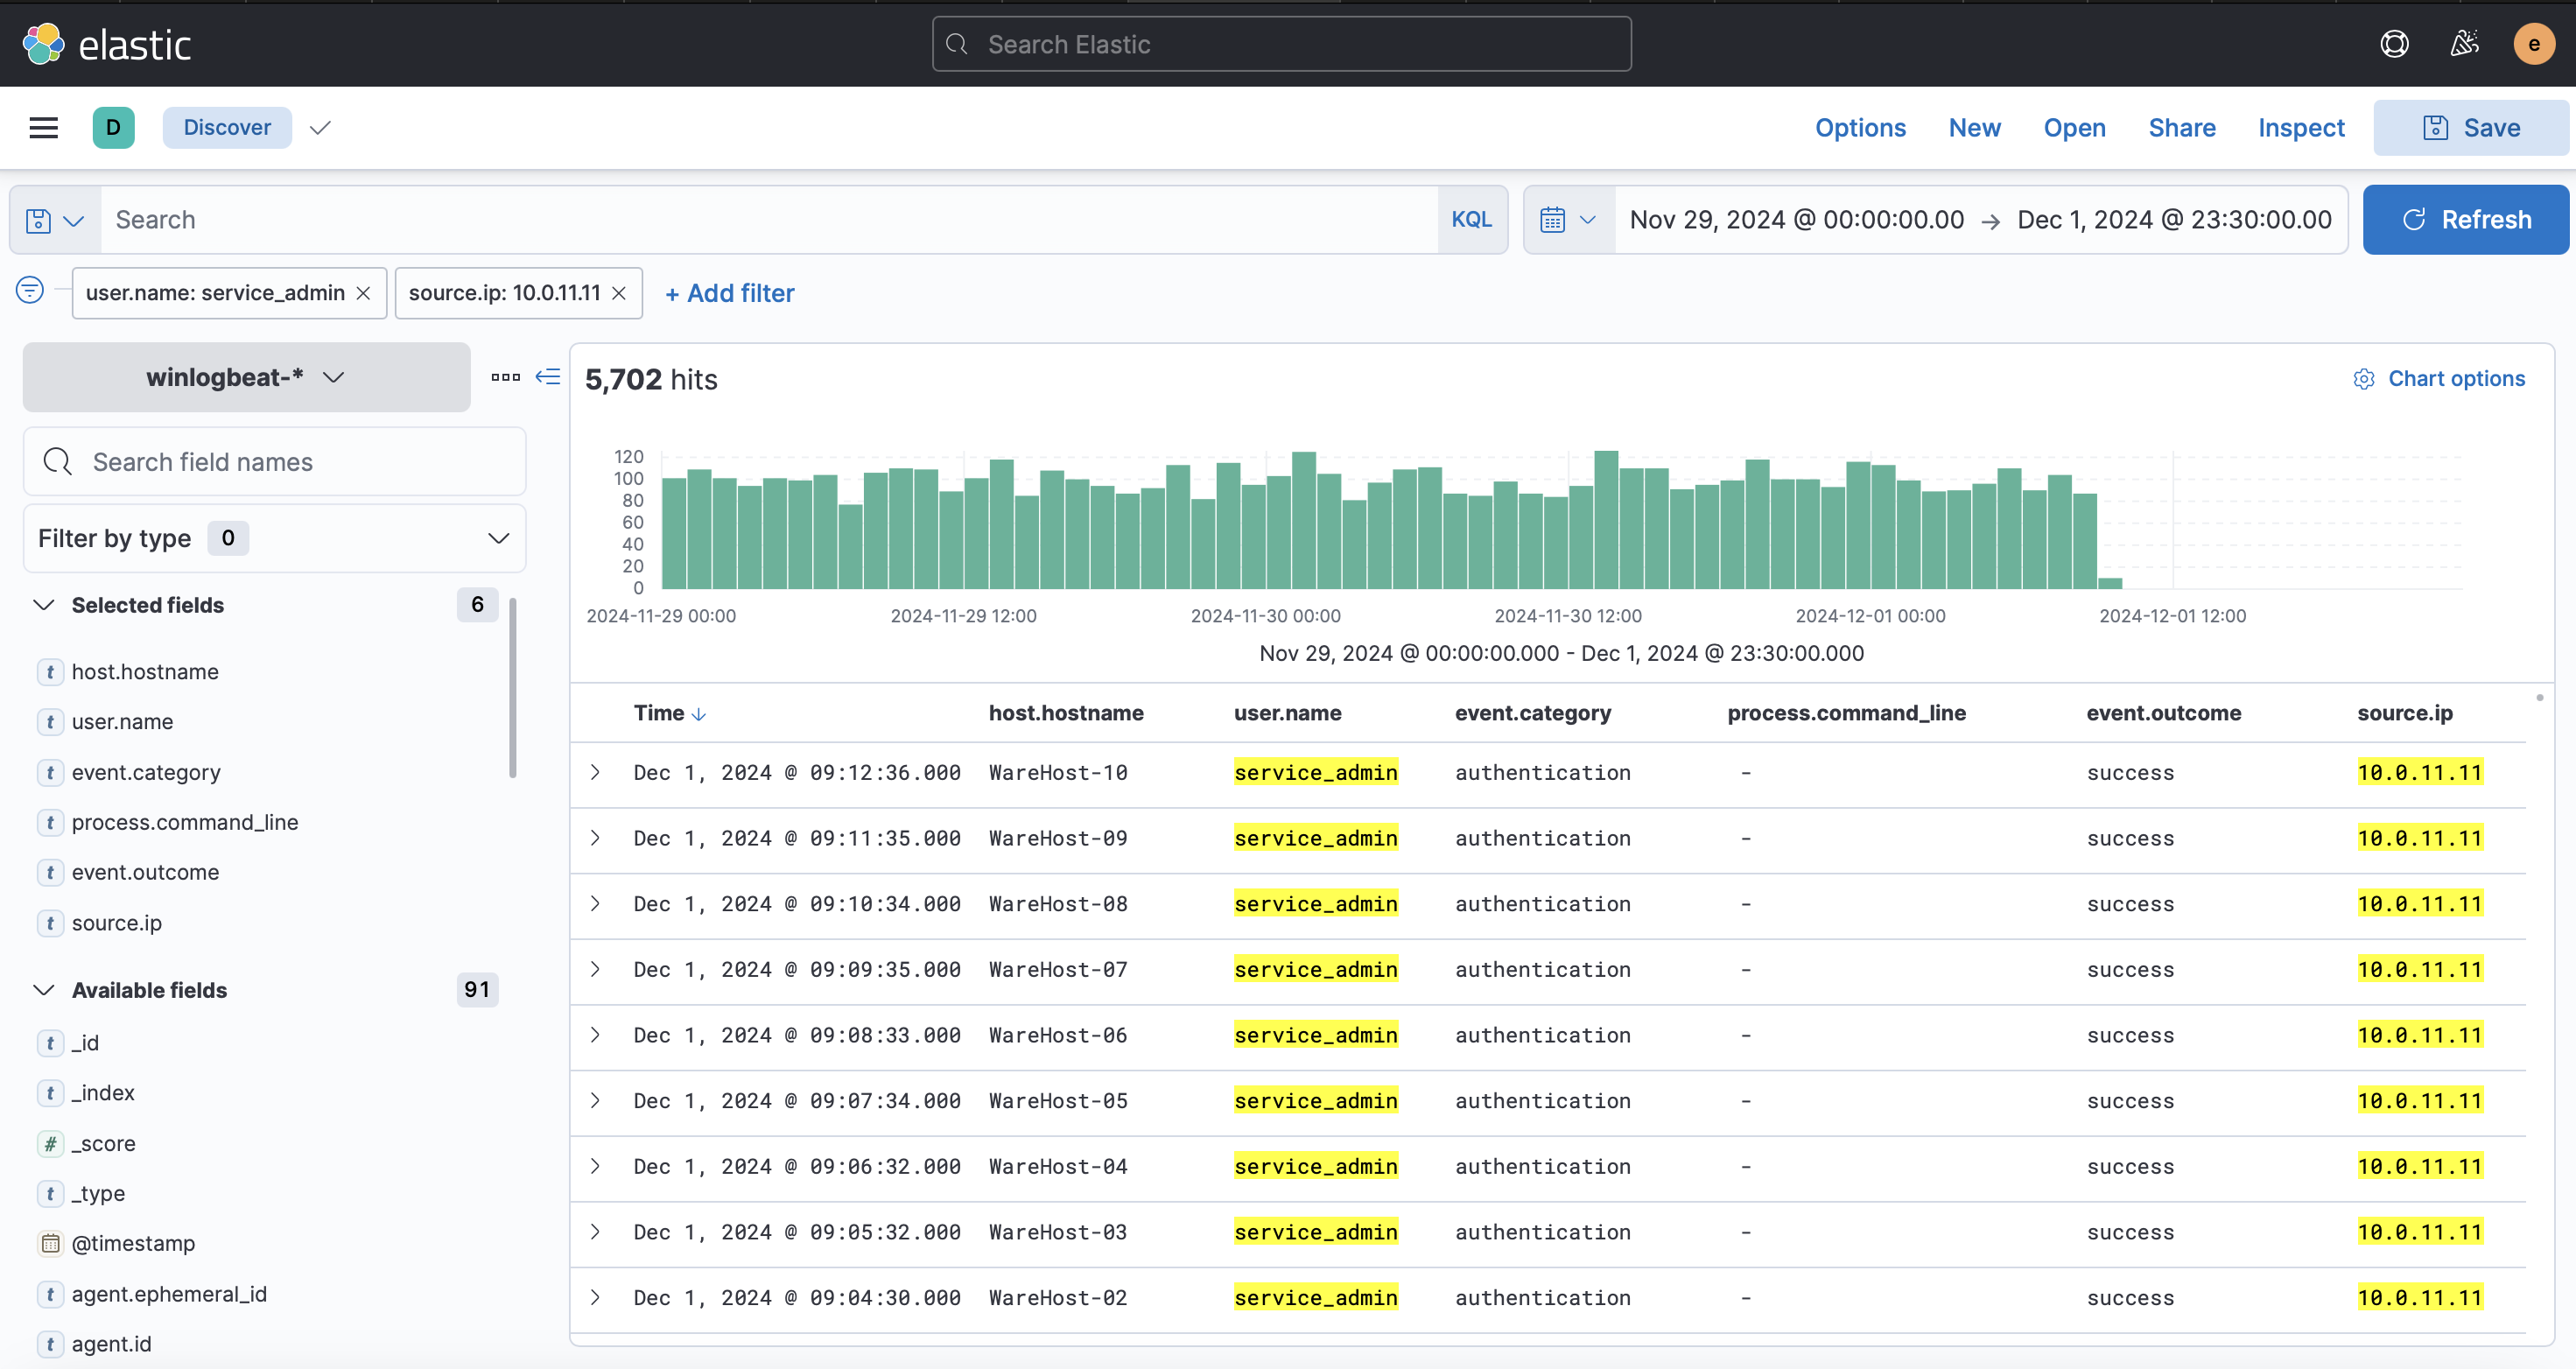 elastic
Search Elastic
e
D
Discover
Options
New
Open
Share
Inspect
Save
Search
KQL
Nov 29, 2024 @ 00:00:00.00 → Dec 1, 2024 @ 23:30:00.00
Refresh
user.name: service_admin ×
source.ip: 10.0.11.11 ×
+ Add filter
winlogbeat-*
Search field names
Filter by type 0
Selected fields 6
t host.hostname
t user.name
t event.category
t process.command_line
t event.outcome
t source.ip
Available fields 91
t _id
t _index
# _score
t _type
@timestamp
t agent.ephemeral_id
t agent.id
5,702 hits
Chart options
120
100
80
60
40
20
0
2024-11-29 00:00 2024-11-29 12:00 2024-11-30 00:00 2024-11-30 12:00 2024-12-01 00:00 2024-12-01 12:00
Nov 29, 2024 @ 00:00:00.000 - Dec 1, 2024 @ 23:30:00.000
Time ↓ host.hostname user.name event.category process.command_line event.outcome source.ip
Dec 1, 2024 @ 09:12:36.000 WareHost-10 service_admin authentication - success 10.0.11.11
Dec 1, 2024 @ 09:11:35.000 WareHost-09 service_admin authentication - success 10.0.11.11
Dec 1, 2024 @ 09:10:34.000 WareHost-08 service_admin authentication - success 10.0.11.11
Dec 1, 2024 @ 09:09:35.000 WareHost-07 service_admin authentication - success 10.0.11.11
Dec 1, 2024 @ 09:08:33.000 WareHost-06 service_admin authentication - success 10.0.11.11
Dec 1, 2024 @ 09:07:34.000 WareHost-05 service_admin authentication - success 10.0.11.11
Dec 1, 2024 @ 09:06:32.000 WareHost-04 service_admin authentication - success 10.0.11.11
Dec 1, 2024 @ 09:05:32.000 WareHost-03 service_admin authentication - success 10.0.11.11
Dec 1, 2024 @ 09:04:30.000 WareHost-02 service_admin authentication - success 10.0.11.11